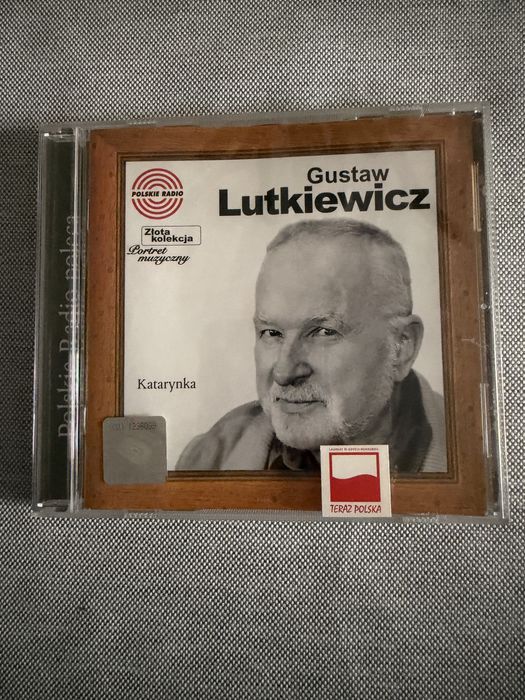 Polskie Radio poleca
POLSKIE RADIO
Gustaw
Lutkiewicz
Złota
kolekcja
Portret
muzyczny
Katarynka
TERAZ POLSKA